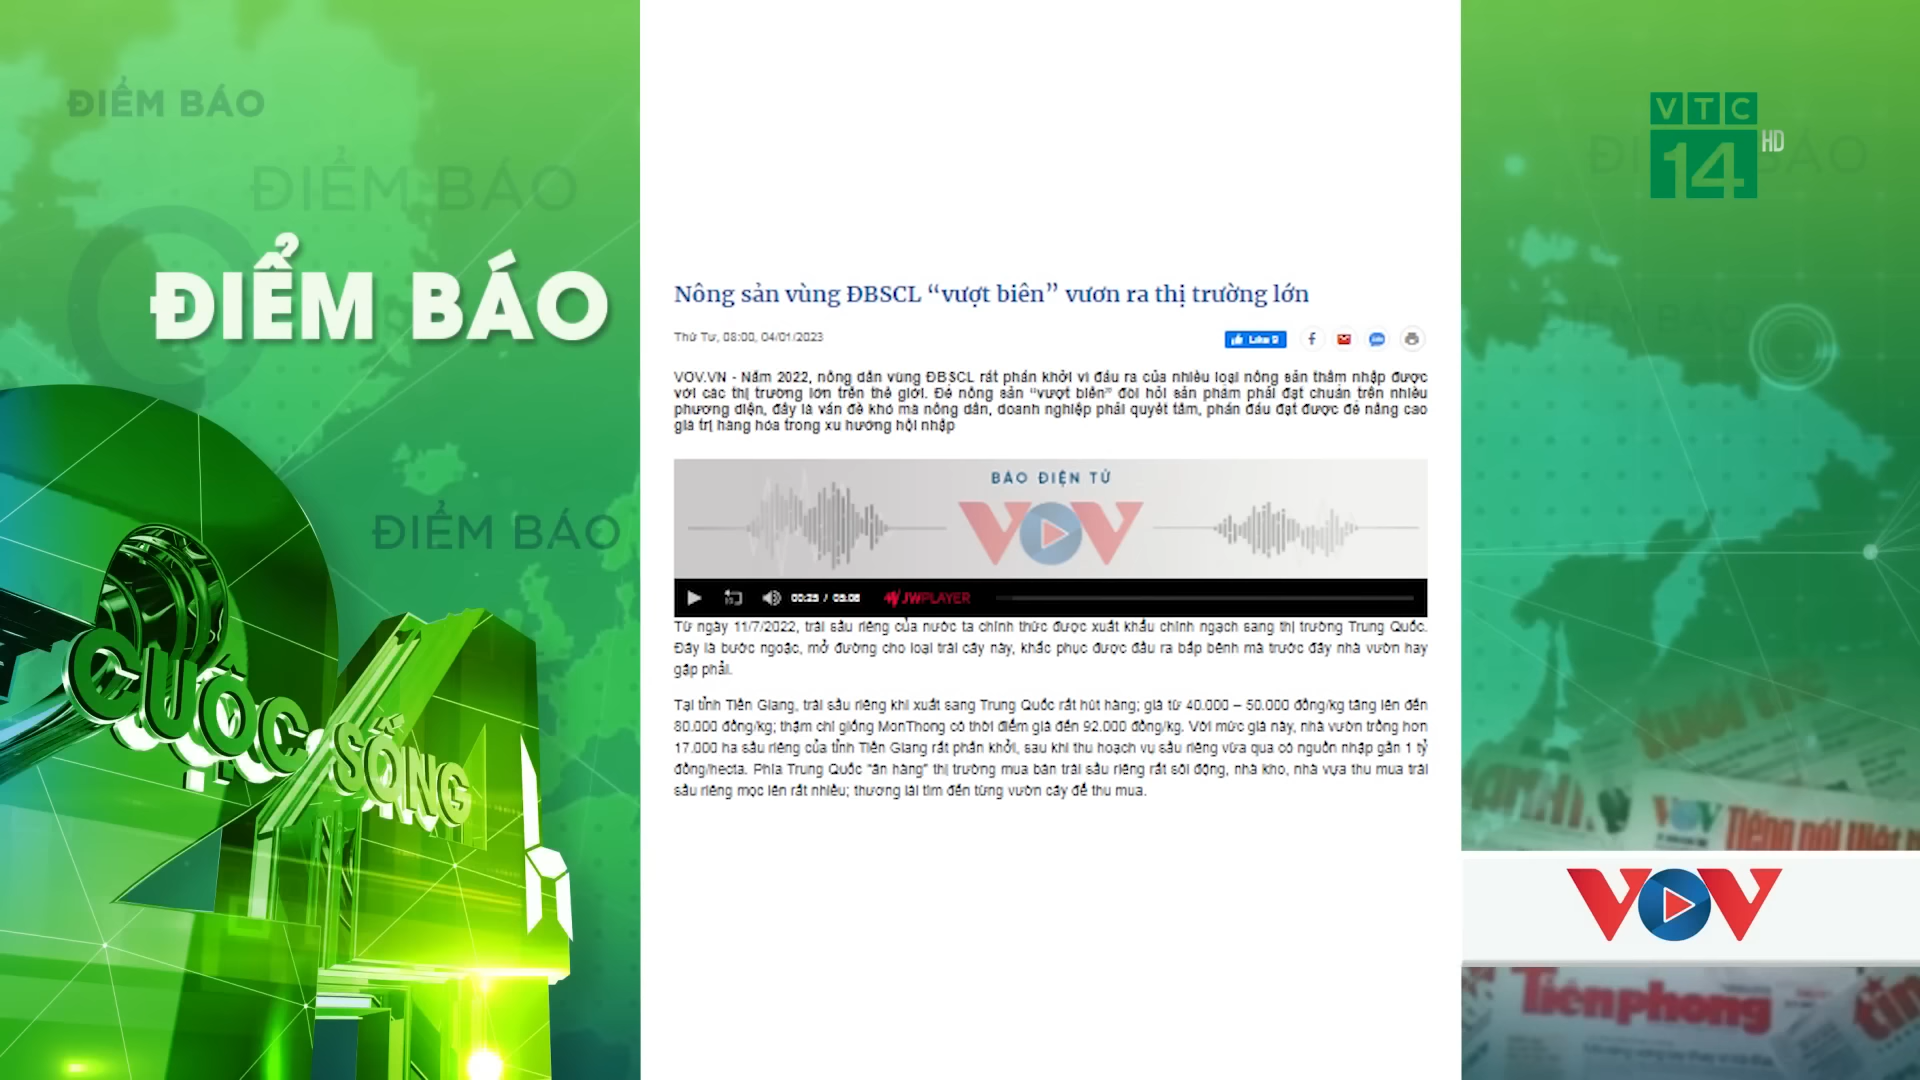 ĐIỂM BÁO
ĐIỂM BÁO
ĐIỂM BÁO
ĐIỂM BÁO
CUỘC SỐNG
24h
VTC
14
HD
Nông sản vùng ĐBSCL “vượt biên” vươn ra thị trường lớn
Thứ Tư, 08:00, 04/01/2023
Like 9
VOV.VN - Năm 2022, nông dân vùng ĐBSCL rất phấn khởi vì đầu ra của nhiều loại nông sản thâm nhập được
với các thị trường lớn trên thế giới. Để nông sản “vượt biên” đòi hỏi sản phẩm phải đạt chuẩn trên nhiều
phương diện, đây là vấn đề khó mà nông dân, doanh nghiệp phải quyết tâm, phấn đấu đạt được để nâng cao
giá trị hàng hóa trong xu hướng hội nhập
BÁO ĐIỆN TỬ
VOV
00:25 / 05:08
JWPLAYER
Từ ngày 11/7/2022, trái sầu riêng của nước ta chính thức được xuất khẩu chính ngạch sang thị trường Trung Quốc.
Đây là bước ngoặc, mở đường cho loại trái cây này, khắc phục được đầu ra bấp bênh mà trước đây nhà vườn hay
gặp phải.
Tại tỉnh Tiền Giang, trái sầu riêng khi xuất sang Trung Quốc rất hút hàng; giá từ 40.000 – 50.000 đồng/kg tăng lên đến
80.000 đồng/kg; thậm chí giống MonThong có thời điểm giá đến 92.000 đồng/kg. Với mức giá này, nhà vườn trồng hơn
17.000 ha sầu riêng của tỉnh Tiền Giang rất phấn khởi, sau khi thu hoạch vụ sầu riêng vừa qua có nguồn nhập gần 1 tỷ
đồng/hecta. Phía Trung Quốc “ăn hàng” thị trường mua bán trái sầu riêng rất sôi động, nhà kho, nhà vựa thu mua trái
sầu riêng mọc lên rất nhiều; thương lái tìm đến từng vườn cây để thu mua.
VOV
Tiếng nói Việt
VOV
Tiền phong